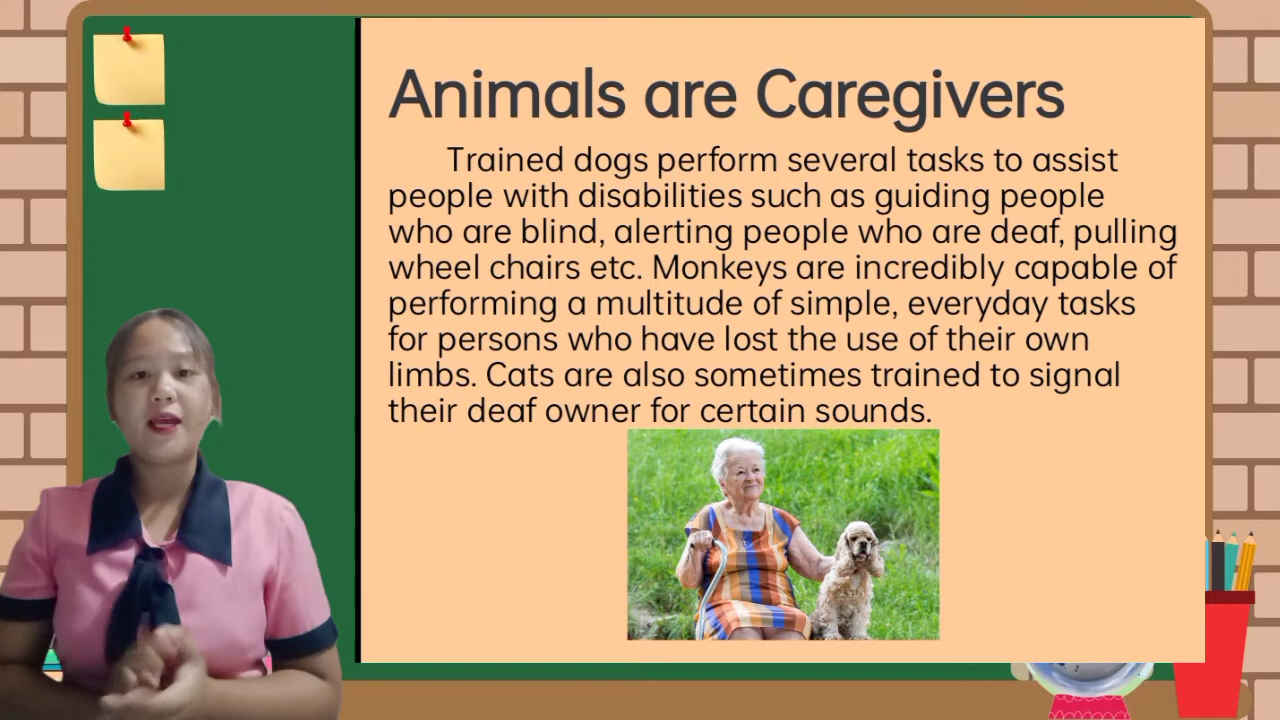 Animals are Caregivers
Trained dogs perform several tasks to assist
people with disabilities such as guiding people
who are blind, alerting people who are deaf, pulling
wheel chairs etc. Monkeys are incredibly capable of
performing a multitude of simple, everyday tasks
for persons who have lost the use of their own
limbs. Cats are also sometimes trained to signal
their deaf owner for certain sounds.